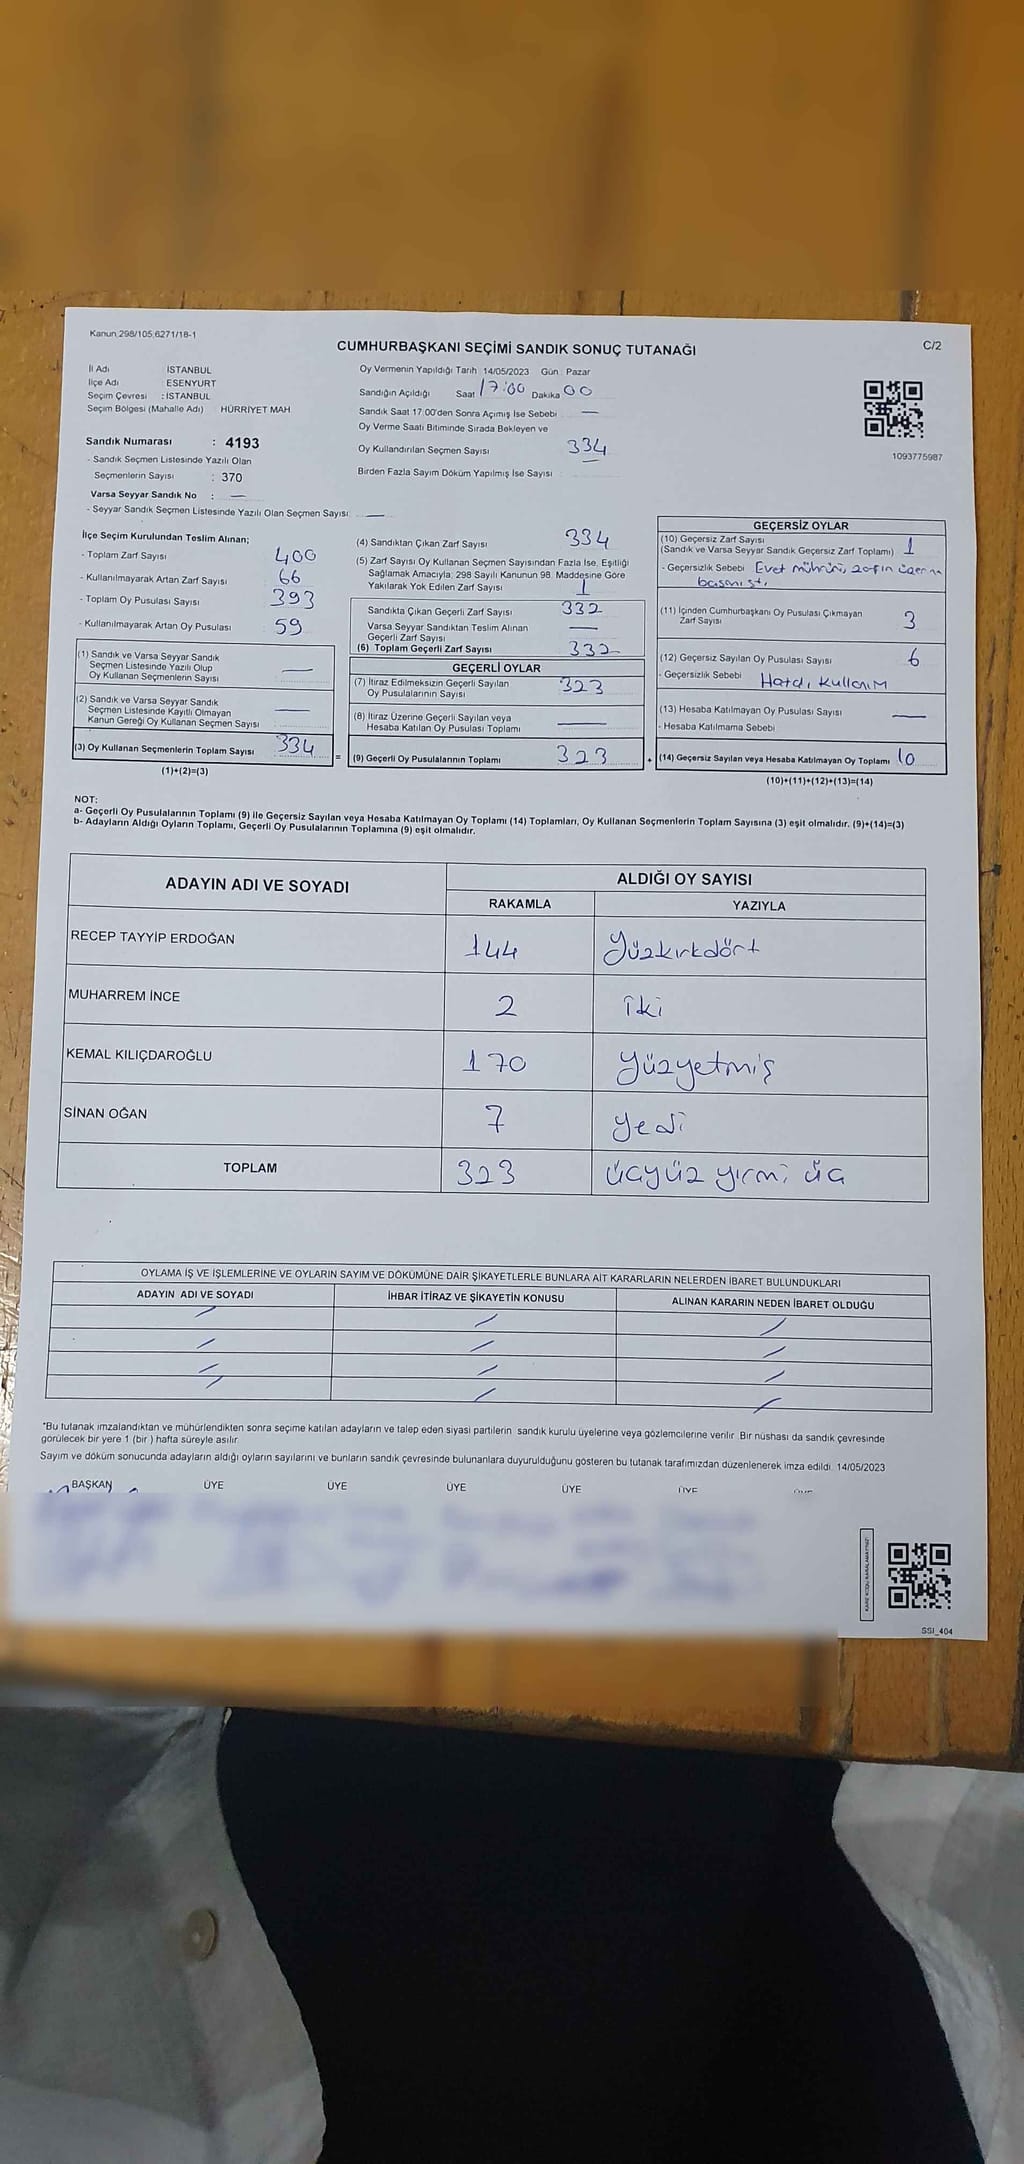 Kanun 298/105,6271/18-1
CUMHURBAŞKANI SEÇİMİ SANDIK SONUÇ TUTANAĞI
C/2
İl Adı İSTANBUL
İlçe Adı ESENYURT
Seçim Çevresi : İSTANBUL
Seçim Bölgesi (Mahalle Adı) HÜRRİYET MAH
Sandık Numarası : 4193
- Sandık Seçmen Listesinde Yazılı Olan
Seçmenlerin Sayısı : 370
Varsa Seyyar Sandık No : —
- Seyyar Sandık Seçmen Listesinde Yazılı Olan Seçmen Sayısı: —
Oy Vermenin Yapıldığı Tarih 14/05/2023 Gün Pazar
Sandığın Açıldığı Saat 17:00 Dakika 00
Sandık Saat 17:00'den Sonra Açımış İse Sebebi —
Oy Verme Saati Bitiminde Sırada Bekleyen ve
Oy Kullandırılan Seçmen Sayısı 334
Birden Fazla Sayım Döküm Yapılmış İse Sayısı
1093775987
İlçe Seçim Kurulundan Teslim Alınan;
- Toplam Zarf Sayısı 400
- Kullanılmayarak Artan Zarf Sayısı 66
- Toplam Oy Pusulası Sayısı 393
- Kullanılmayarak Artan Oy Pusulası 59
(1) Sandık ve Varsa Seyyar Sandık
Seçmen Listesinde Yazılı Olup
Oy Kullanan Seçmenlerin Sayısı —
(2) Sandık ve Varsa Seyyar Sandık
Seçmen Listesinde Kayıtlı Olmayan
Kanun Gereği Oy Kullanan Seçmen Sayısı —
(3) Oy Kullanan Seçmenlerin Toplam Sayısı 334
(1)+(2)=(3)
=
(4) Sandıktan Çıkan Zarf Sayısı 334
(5) Zarf Sayısı Oy Kullanan Seçmen Sayısından Fazla İse, Eşitliği
Sağlamak Amacıyla; 298 Sayılı Kanunun 98. Maddesine Göre
Yakılarak Yok Edilen Zarf Sayısı 1
Sandıkta Çıkan Geçerli Zarf Sayısı 332
Varsa Seyyar Sandıktan Teslim Alınan
Geçerli Zarf Sayısı —
(6) Toplam Geçerli Zarf Sayısı 332
GEÇERLİ OYLAR
(7) İtiraz Edilmeksizin Geçerli Sayılan
Oy Pusulalarının Sayısı 323
(8) İtiraz Üzerine Geçerli Sayılan veya
Hesaba Katılan Oy Pusulası Toplamı —
(9) Geçerli Oy Pusulalarının Toplamı 323
+
GEÇERSİZ OYLAR
(10) Geçersiz Zarf Sayısı
(Sandık ve Varsa Seyyar Sandık Geçersiz Zarf Toplamı) 1
- Geçersizlik Sebebi Evet mührünü, zarfın üzerine
basmıştı.
(11) İçinden Cumhurbaşkanı Oy Pusulası Çıkmayan
Zarf Sayısı 3
(12) Geçersiz Sayılan Oy Pusulası Sayısı 6
- Geçersizlik Sebebi Hatalı Kullanım
(13) Hesaba Katılmayan Oy Pusulası Sayısı —
- Hesaba Katılmama Sebebi
(14) Geçersiz Sayılan veya Hesaba Katılmayan Oy Toplamı 10
(10)+(11)+(12)+(13)=(14)
NOT:
a- Geçerli Oy Pusulalarının Toplamı (9) ile Geçersiz Sayılan veya Hesaba Katılmayan Oy Toplamı (14) Toplamları, Oy Kullanan Seçmenlerin Toplam Sayısına (3) eşit olmalıdır. (9)+(14)=(3)
b- Adayların Aldığı Oyların Toplamı, Geçerli Oy Pusulalarının Toplamına (9) eşit olmalıdır.
ADAYIN ADI VE SOYADI
ALDIĞI OY SAYISI
RAKAMLA YAZIYLA
RECEP TAYYİP ERDOĞAN 144 Yüzkırkdört
MUHARREM İNCE 2 iki
KEMAL KILIÇDAROĞLU 170 yüzyetmiş
SİNAN OĞAN 7 yedi
TOPLAM 323 üçyüz yirmi üç
OYLAMA İŞ VE İŞLEMLERİNE VE OYLARIN SAYIM VE DÖKÜMÜNE DAİR ŞİKAYETLERLE BUNLARA AİT KARARLARIN NELERDEN İBARET BULUNDUKLARI
ADAYIN ADI VE SOYADI İHBAR İTİRAZ VE ŞİKAYETİN KONUSU ALINAN KARARIN NEDEN İBARET OLDUĞU
*Bu tutanak imzalandıktan ve mühürlendikten sonra seçime katılan adayların ve talep eden siyasi partilerin sandık kurulu üyelerine veya gözlemcilerine verilir. Bir nüshası da sandık çevresinde
görülecek bir yere 1 (bir ) hafta süreyle asılır.
Sayım ve döküm sonucunda adayların aldığı oyların sayılarını ve bunların sandık çevresinde bulunanlara duyurulduğunu gösteren bu tutanak tarafımızdan düzenlenerek imza edildi. 14/05/2023
BAŞKAN ÜYE ÜYE ÜYE ÜYE ÜYE
SSI_404